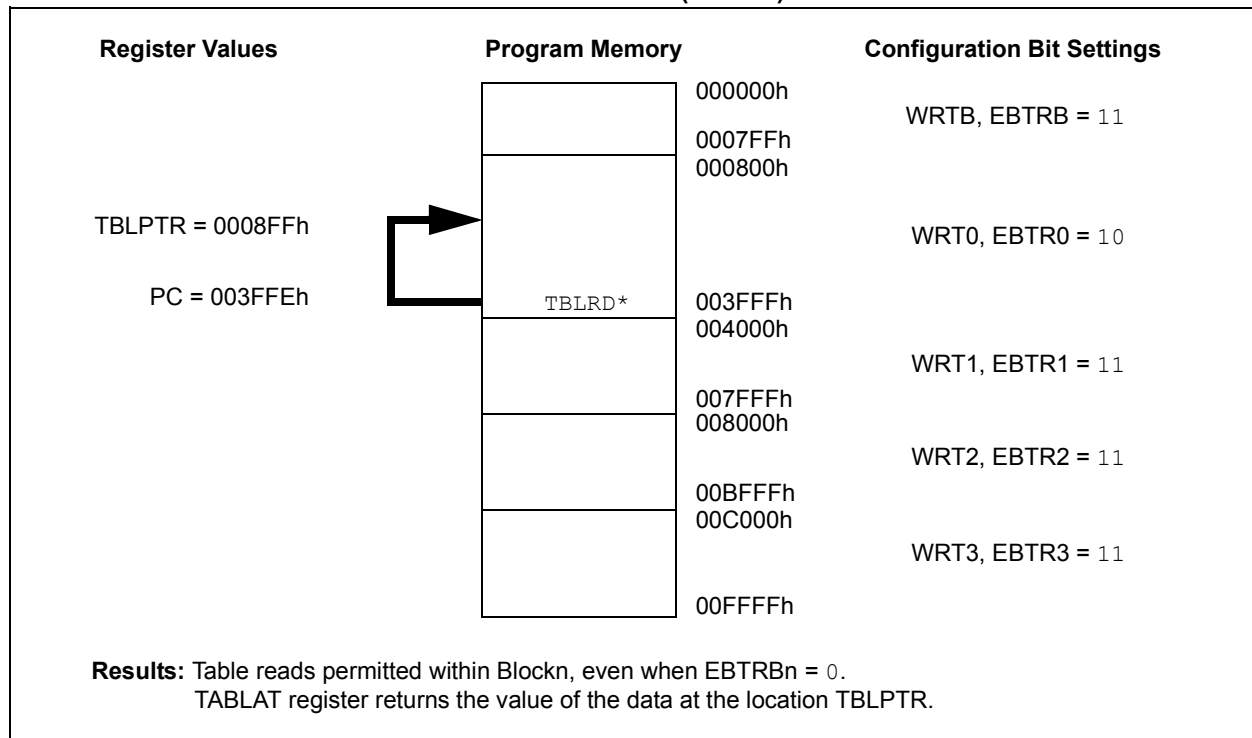 Register Values Program Memory Configuration Bit Settings
000000h
WRTB, EBTRB = 11
0007FFh
000800h
TBLPTR = 0008FFh
WRT0, EBTR0 = 10
PC = 003FFEh
TBLRD*
003FFFh
004000h
WRT1, EBTR1 = 11
007FFFh
008000h
WRT2, EBTR2 = 11
00BFFFh
00C000h
WRT3, EBTR3 = 11
00FFFFh
Results: Table reads permitted within Blockn, even when EBTRBn = 0.
TABLAT register returns the value of the data at the location TBLPTR.